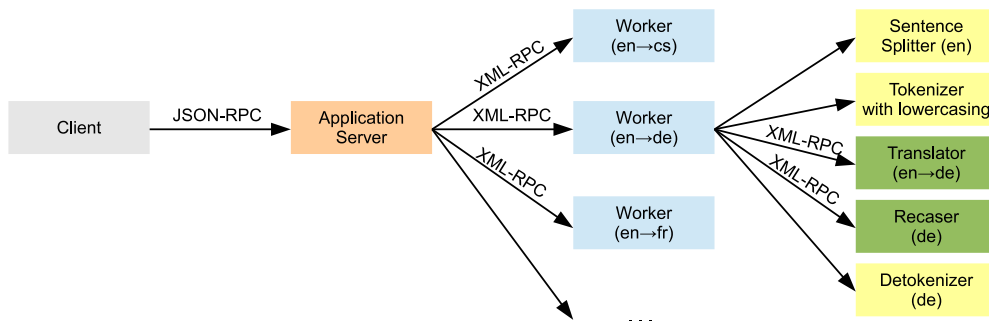 Client
JSON-RPC
Application
Server
XML-RPC
XML-RPC
XML-RPC
Worker
(en→cs)
Worker
(en→de)
Worker
(en→fr)
...
XML-RPC
XML-RPC
Sentence
Splitter (en)
Tokenizer
with lowercasing
Translator
(en→de)
Recaser
(de)
Detokenizer
(de)